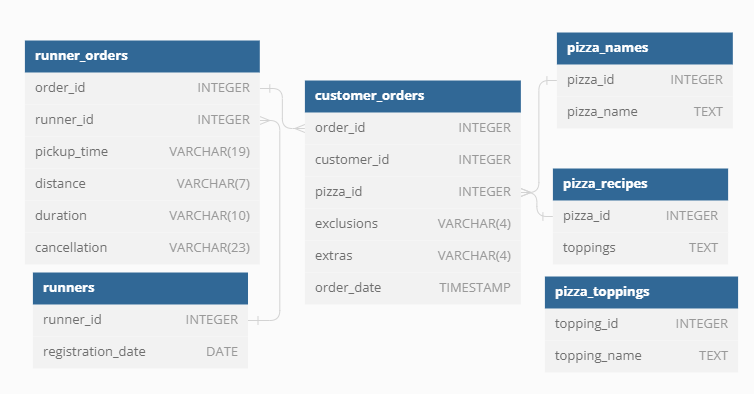 runner_orders
order_id INTEGER
runner_id INTEGER
pickup_time VARCHAR(19)
distance VARCHAR(7)
duration VARCHAR(10)
cancellation VARCHAR(23)
runners
runner_id INTEGER
registration_date DATE
customer_orders
order_id INTEGER
customer_id INTEGER
pizza_id INTEGER
exclusions VARCHAR(4)
extras VARCHAR(4)
order_date TIMESTAMP
pizza_names
pizza_id INTEGER
pizza_name TEXT
pizza_recipes
pizza_id INTEGER
toppings TEXT
pizza_toppings
topping_id INTEGER
topping_name TEXT